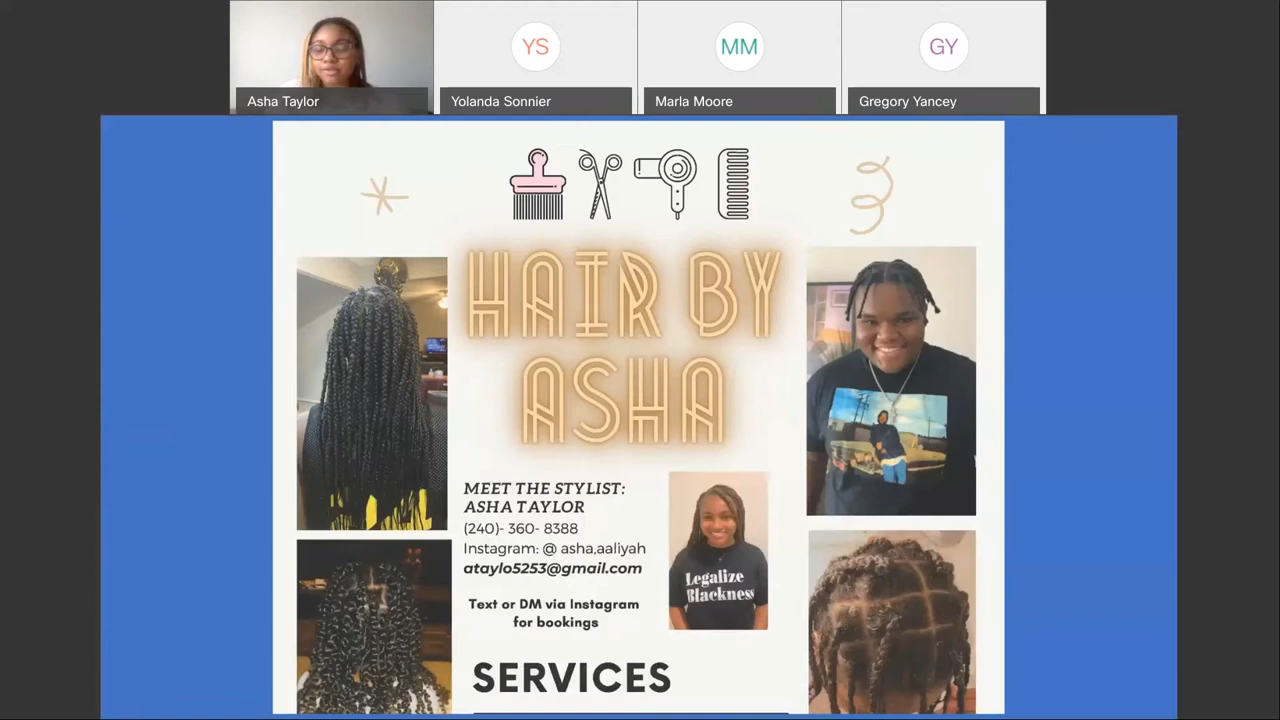 YS
MM
GY
Asha Taylor
Yolanda Sonnier
Marla Moore
Gregory Yancey
HAIR BY
ASHA
MEET THE STYLIST:
ASHA TAYLOR
(240)- 360- 8388
Instagram: @ asha,aaliyah
ataylo5253@gmail.com
Text or DM via Instagram
for bookings
Legalize
Blackness
SERVICES